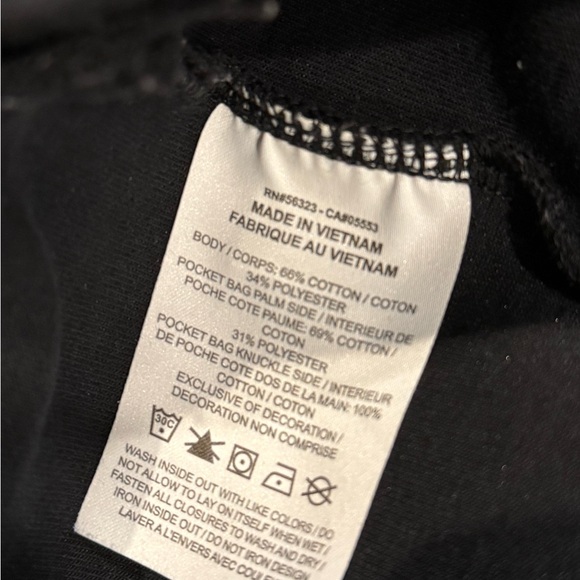 RN#56323 - CA#05553
MADE IN VIETNAM
FABRIQUE AU VIETNAM
BODY / CORPS: 66% COTTON / COTON
34% POLYESTER
POCKET BAG PALM SIDE / INTERIEUR DE
POCHE COTE PAUME: 69% COTTON /
COTON
31% POLYESTER
POCKET BAG KNUCKLE SIDE / INTERIEUR
DE POCHE COTE DOS DE LA MAIN: 100%
COTTON / COTON
EXCLUSIVE OF DECORATION /
DECORATION NON COMPRISE
30C
WASH INSIDE OUT WITH LIKE COLORS / DO
NOT ALLOW TO LAY ON ITSELF WHEN WET /
FASTEN ALL CLOSURES TO WASH AND DRY /
IRON INSIDE OUT / DO NOT IRON DESIGN
LAVER A L'ENVERS AVEC